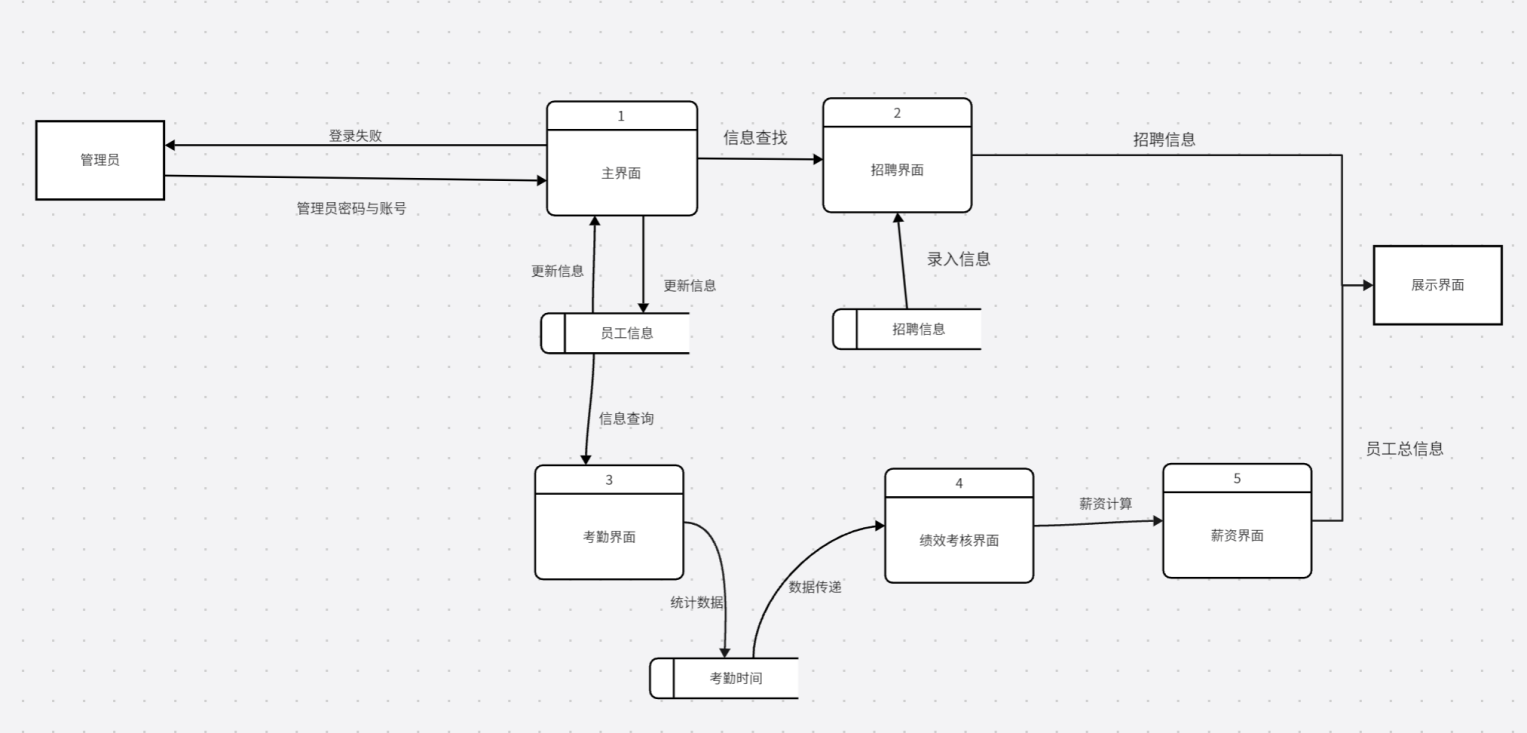 1
2
登录失败
信息查找
招聘信息
管理员
主界面
招聘界面
管理员密码与账号
更新信息
更新信息
录入信息
展示界面
员工信息
招聘信息
信息查询
员工总信息
3
4
5
薪资计算
考勤界面
绩效考核界面
薪资界面
统计数据
数据传递
考勤时间